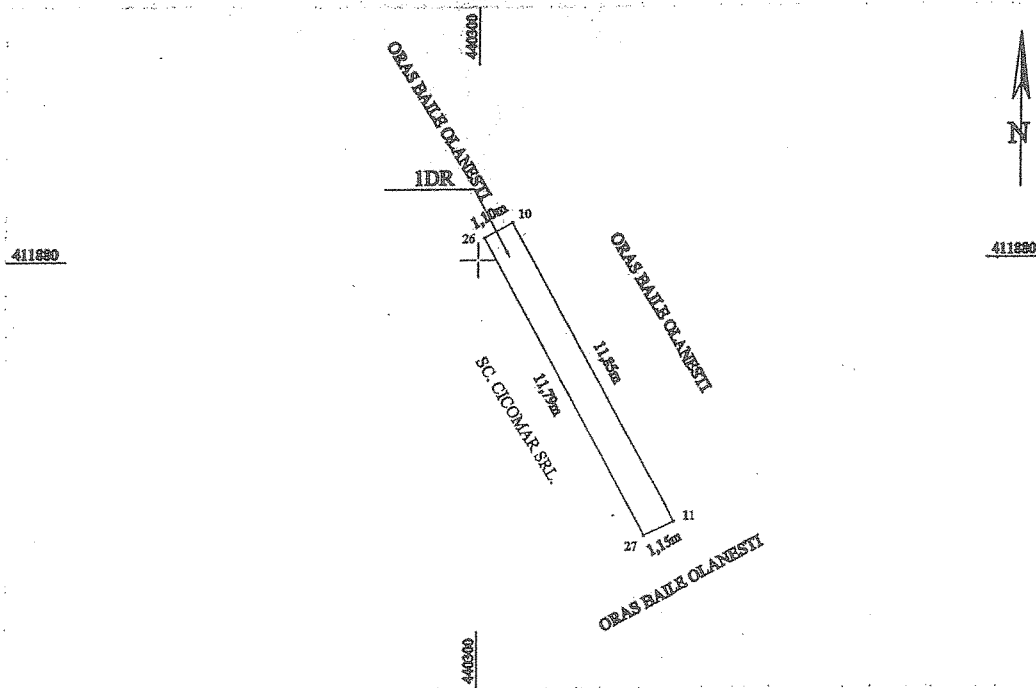 440300
ORAS BAILE OLANESTI
N
1DR
1,10m
10
26
411880
411880
ORAS BAILE OLANESTI
11,85m
11,79m
SC. CICOMAR SRL.
11
27
1,15m
ORAS BAILE OLANESTI
440300